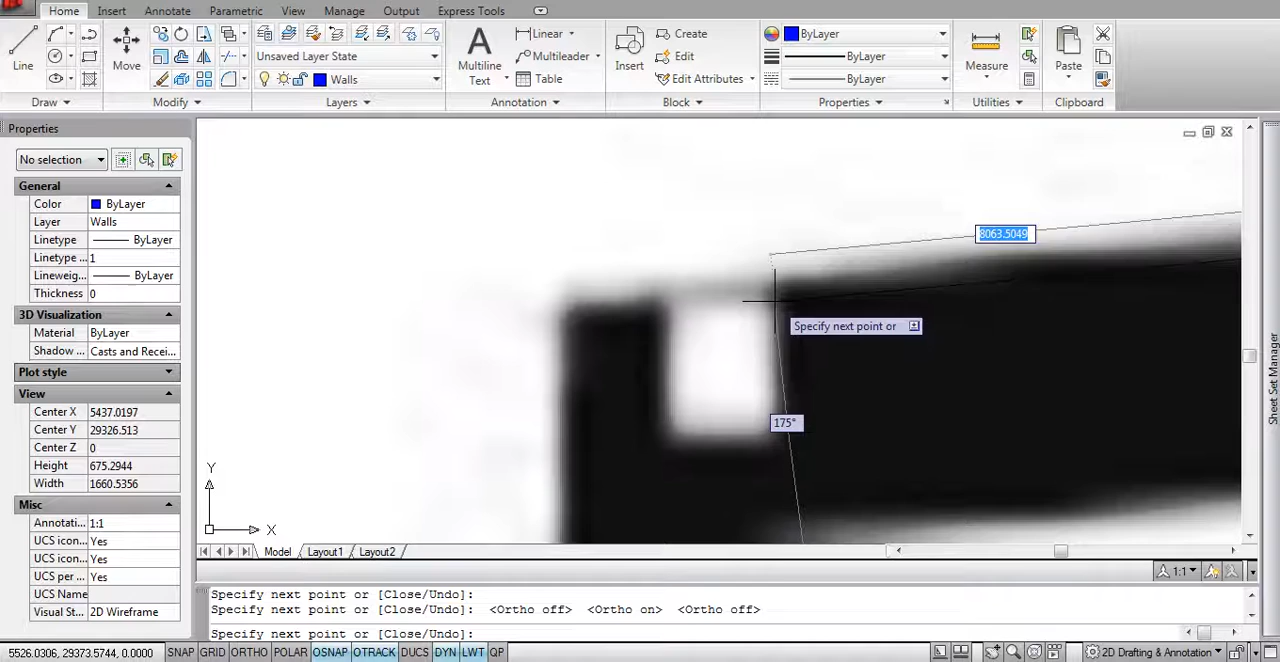 Home Insert Annotate Parametric View Manage Output Express Tools
Line
Move
Unsaved Layer State
Walls
Multiline
Text
Linear
Multileader
Table
Insert
Create
Edit
Edit Attributes
ByLayer
ByLayer
ByLayer
Measure
Paste
Draw Modify Layers Annotation Block Properties Utilities Clipboard
Properties
No selection
General
Color ByLayer
Layer Walls
Linetype ByLayer
Linetype ... 1
Lineweig... ByLayer
Thickness 0
3D Visualization
Material ByLayer
Shadow ... Casts and Recei...
Plot style
View
Center X 5437.0197
Center Y 29326.513
Center Z 0
Height 675.2944
Width 1660.5356
Misc
Annotati... 1:1
UCS icon... Yes
UCS icon... Yes
UCS per ... Yes
UCS Name
Visual St... 2D Wireframe
8063.5049
Specify next point or
175°
Y
X
Sheet Set Manager
Model Layout1 Layout2
1:1
Specify next point or [Close/Undo]:
Specify next point or [Close/Undo]: <Ortho off> <Ortho on> <Ortho off>
Specify next point or [Close/Undo]:
5526.0306, 29373.5744, 0.0000 SNAP GRID ORTHO POLAR OSNAP OTRACK DUCS DYN LWT QP 2D Drafting & Annotation